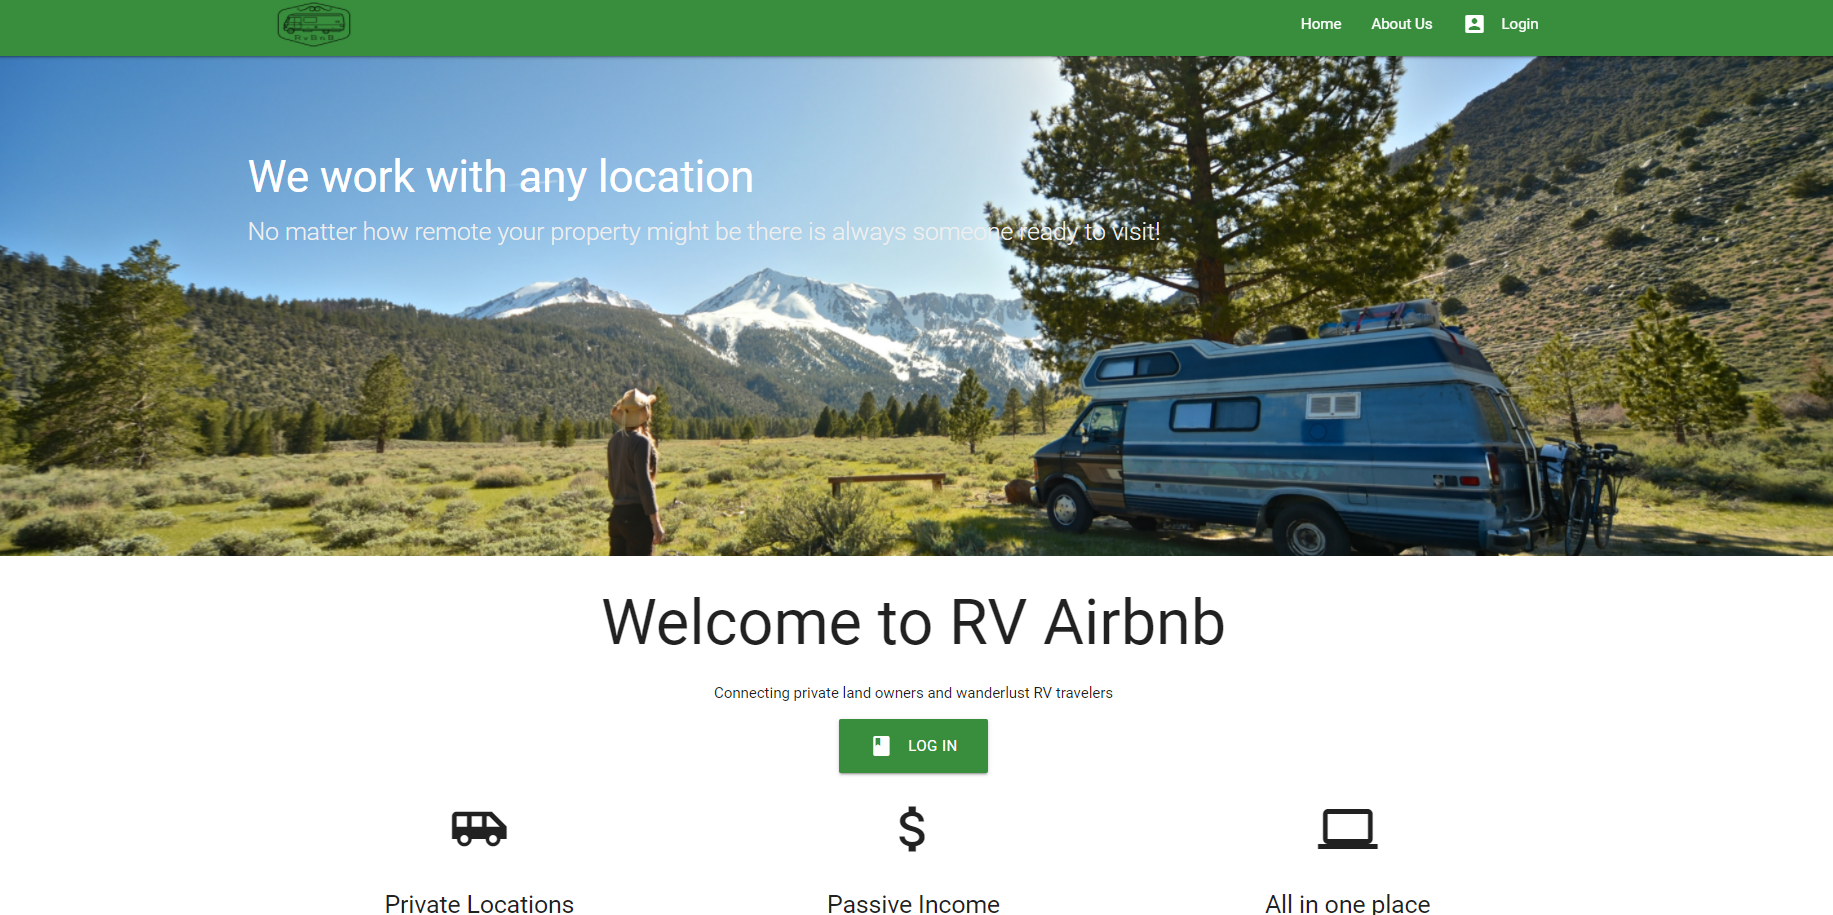 RVBNB
Home About Us Login
We work with any location
No matter how remote your property might be there is always someone ready to visit!
Welcome to RV Airbnb
Connecting private land owners and wanderlust RV travelers
LOG IN
Private Locations Passive Income All in one place